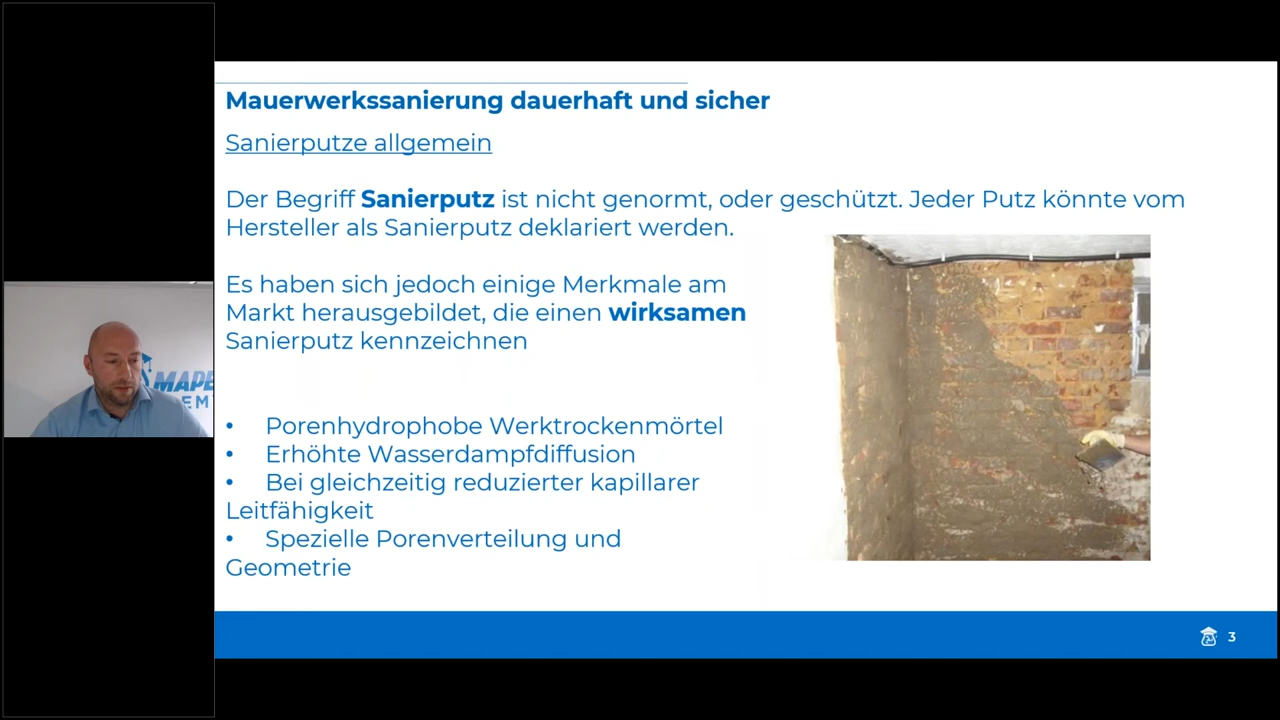 Mauerwerkssanierung dauerhaft und sicher
Sanierputze allgemein
Der Begriff Sanierputz ist nicht genormt, oder geschützt. Jeder Putz könnte vom
Hersteller als Sanierputz deklariert werden.
Es haben sich jedoch einige Merkmale am
Markt herausgebildet, die einen wirksamen
Sanierputz kennzeichnen
• Porenhydrophobe Werktrockenmörtel
• Erhöhte Wasserdampfdiffusion
• Bei gleichzeitig reduzierter kapillarer
Leitfähigkeit
• Spezielle Porenverteilung und
Geometrie
MAPE
EM
3